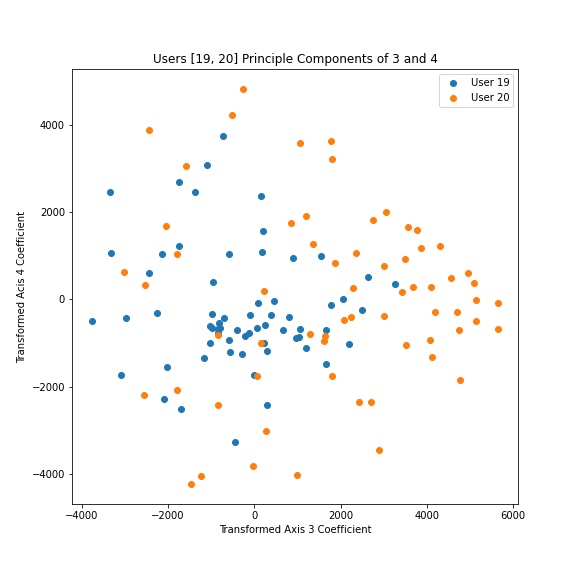 Users [19, 20] Principle Components of 3 and 4
User 19
User 20
Transformed Acis 4 Coefficient
4000
2000
0
−2000
−4000
−4000 −2000 0 2000 4000 6000
Transformed Axis 3 Coefficient